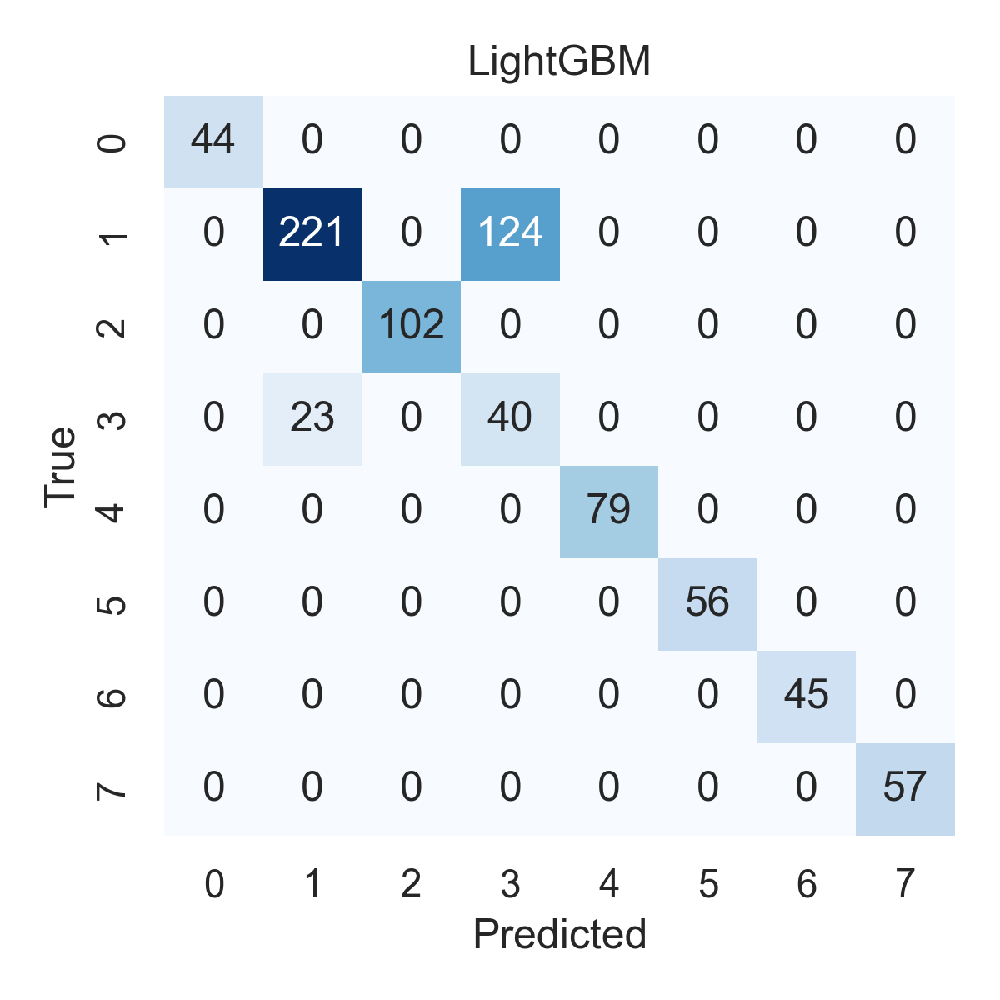 LightGBM
0 44 0 0 0 0 0 0 0
1 0 221 0 124 0 0 0 0
2 0 0 102 0 0 0 0 0
3 0 23 0 40 0 0 0 0
4 0 0 0 0 79 0 0 0
5 0 0 0 0 0 56 0 0
6 0 0 0 0 0 0 45 0
7 0 0 0 0 0 0 0 57
True
0 1 2 3 4 5 6 7
Predicted